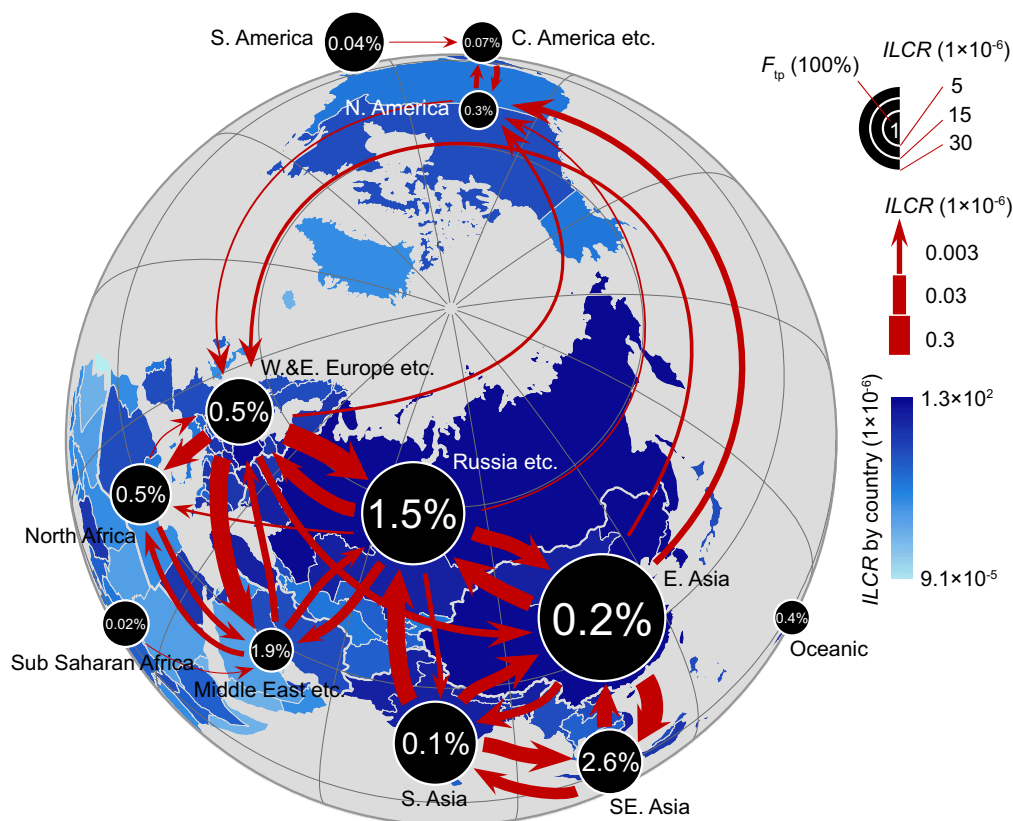 S. America
0.04%
0.07%
C. America etc.
N. America
0.3%
F_tp (100%)
ILCR (1×10⁻⁶)
1
5
15
30
ILCR (1×10⁻⁶)
0.003
0.03
0.3
W.&E. Europe etc.
0.5%
1.3×10²
ILCR by country (1×10⁻⁶)
9.1×10⁻⁵
Russia etc.
1.5%
0.5%
North Africa
E. Asia
0.2%
0.02%
Sub Saharan Africa
1.9%
Middle East etc.
0.4%
Oceanic
0.1%
S. Asia
2.6%
SE. Asia